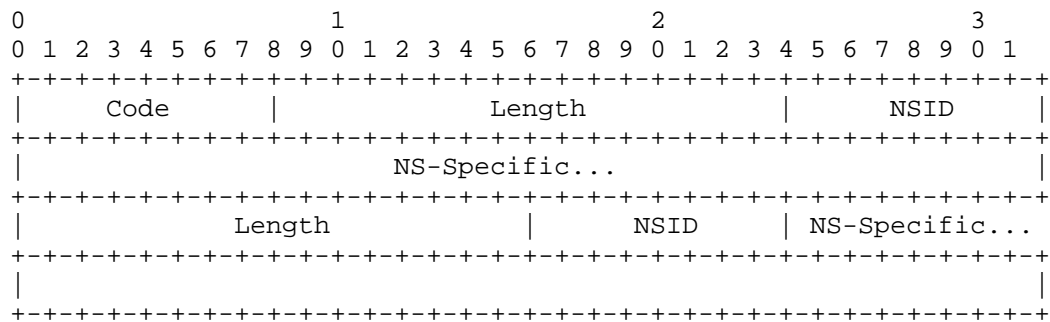 0                   1                   2                   3
0 1 2 3 4 5 6 7 8 9 0 1 2 3 4 5 6 7 8 9 0 1 2 3 4 5 6 7 8 9 0 1
+-+-+-+-+-+-+-+-+-+-+-+-+-+-+-+-+-+-+-+-+-+-+-+-+-+-+-+-+-+-+-+-+
|     Code      |             Length            |      NSID     |
+-+-+-+-+-+-+-+-+-+-+-+-+-+-+-+-+-+-+-+-+-+-+-+-+-+-+-+-+-+-+-+-+
|                       NS-Specific...                          |
+-+-+-+-+-+-+-+-+-+-+-+-+-+-+-+-+-+-+-+-+-+-+-+-+-+-+-+-+-+-+-+-+
|             Length            |      NSID     | NS-Specific...
+-+-+-+-+-+-+-+-+-+-+-+-+-+-+-+-+-+-+-+-+-+-+-+-+-+-+-+-+-+-+-+-+
|                                                               |
+-+-+-+-+-+-+-+-+-+-+-+-+-+-+-+-+-+-+-+-+-+-+-+-+-+-+-+-+-+-+-+-+